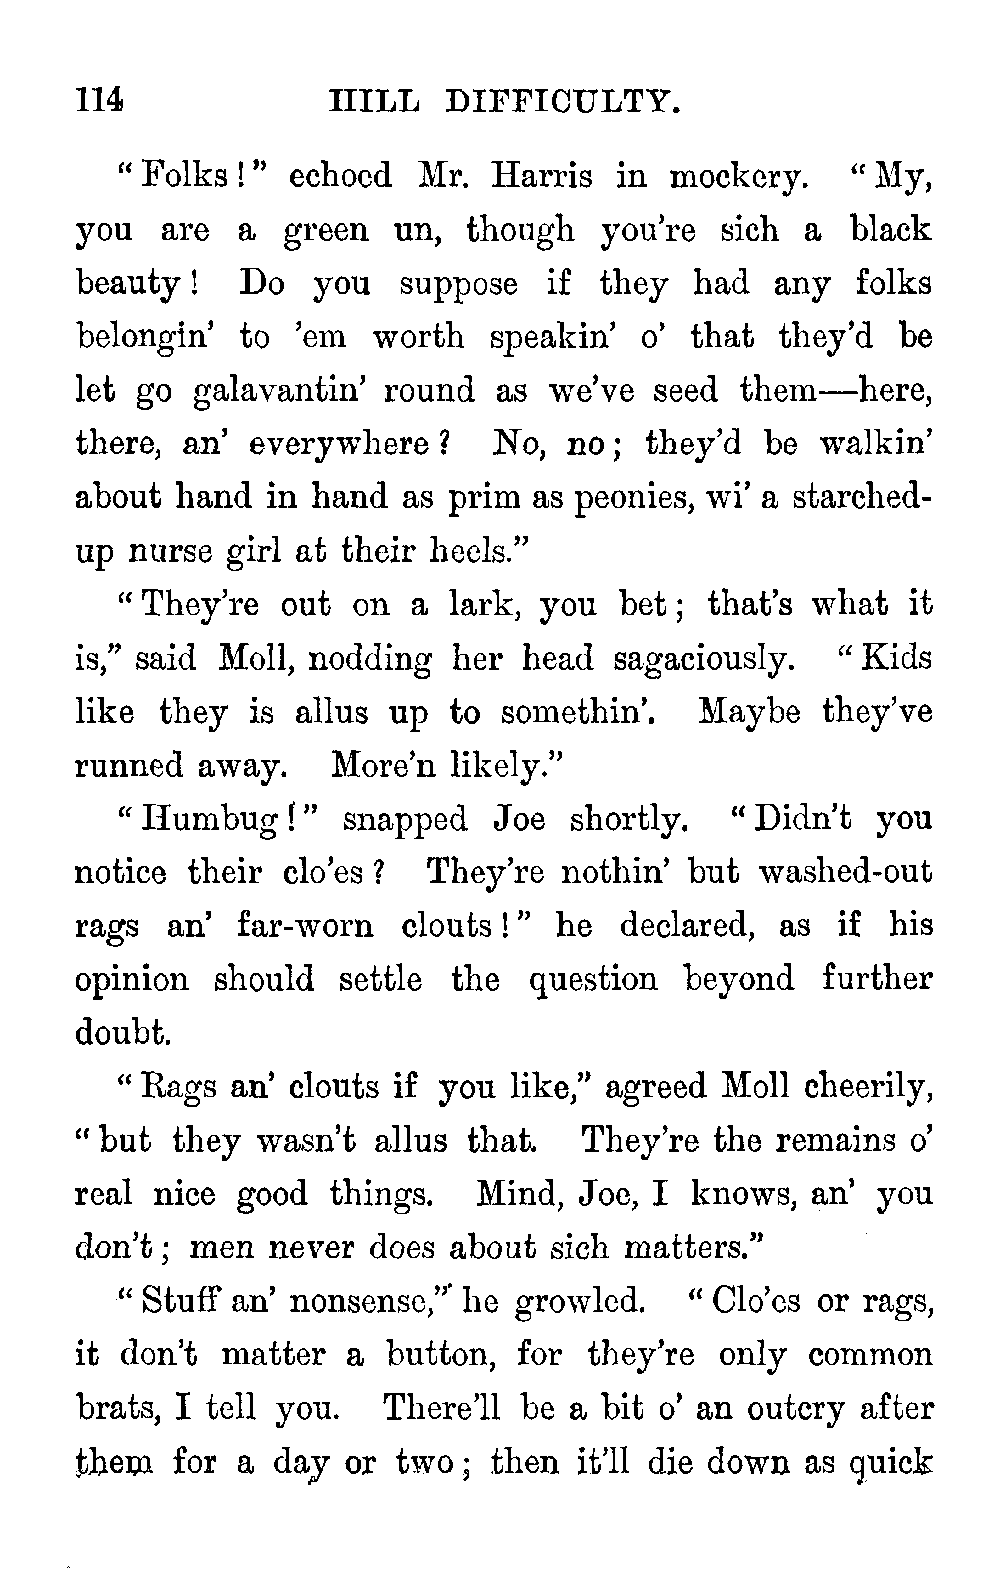 114 HILL DIFFICULTY.
“Folks!” echoed Mr. Harris in mockery. “My,
you are a green un, though you’re sich a black
beauty! Do you suppose if they had any folks
belongin’ to ’em worth speakin’ o’ that they’d be
let go galavantin’ round as we’ve seed them—here,
there, an’ everywhere? No, no; they’d be walkin’
about hand in hand as prim as peonies, wi’ a starched-
up nurse girl at their heels.”
“They’re out on a lark, you bet; that’s what it
is,” said Moll, nodding her head sagaciously. “Kids
like they is allus up to somethin’. Maybe they’ve
runned away. More’n likely.”
“Humbug!” snapped Joe shortly. “Didn’t you
notice their clo’es? They’re nothin’ but washed-out
rags an’ far-worn clouts!” he declared, as if his
opinion should settle the question beyond further
doubt.
“Rags an’ clouts if you like,” agreed Moll cheerily,
“but they wasn’t allus that. They’re the remains o’
real nice good things. Mind, Joe, I knows, an’ you
don’t; men never does about sich matters.”
“Stuff an’ nonsense,” he growled. “Clo’es or rags,
it don’t matter a button, for they’re only common
brats, I tell you. There’ll be a bit o’ an outcry after
them for a day or two; then it’ll die down as quick